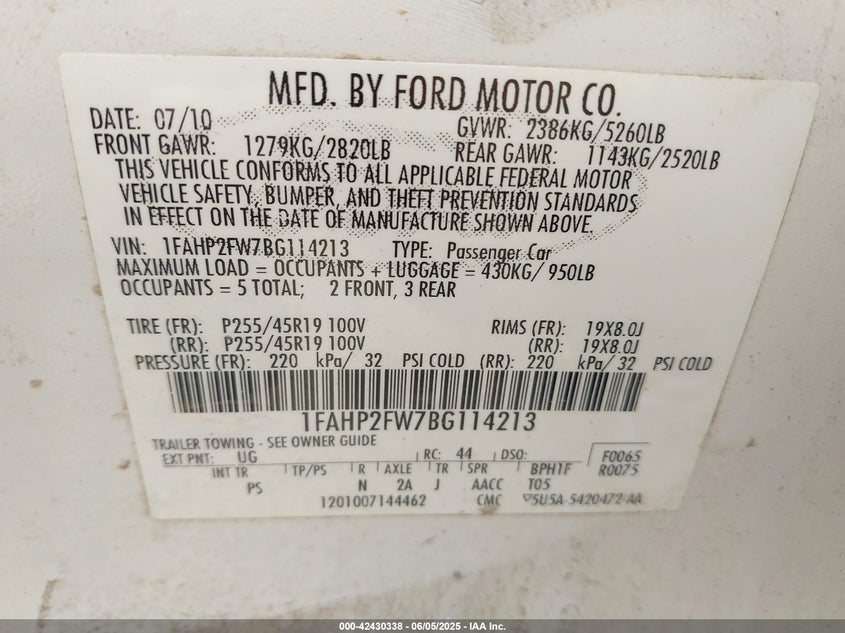 MFD. BY FORD MOTOR CO.
DATE: 07/10 GVWR: 2386KG/5260LB
FRONT GAWR: 1279KG/2820LB REAR GAWR: 1143KG/2520LB
THIS VEHICLE CONFORMS TO ALL APPLICABLE FEDERAL MOTOR
VEHICLE SAFETY, BUMPER, AND THEFT PREVENTION STANDARDS
IN EFFECT ON THE DATE OF MANUFACTURE SHOWN ABOVE.
VIN: 1FAHP2FW7BG114213 TYPE: Passenger Car
MAXIMUM LOAD = OCCUPANTS + LUGGAGE = 430KG/ 950LB
OCCUPANTS = 5 TOTAL; 2 FRONT, 3 REAR
TIRE (FR): P255/45R19 100V RIMS (FR): 19X8.0J
(RR): P255/45R19 100V (RR): 19X8.0J
PRESSURE (FR): 220 kPa/ 32 PSI COLD (RR): 220 kPa/ 32 PSI COLD
1FAHP2FW7BG114213
TRAILER TOWING - SEE OWNER GUIDE
EXT PNT: UG RC: 44 DSO: F0065
INT TR TP/PS R AXLE TR SPR BPH1F R0075
PS N 2A J AACC T05
1201007144462 CMC 5U5A-5420472-AA
000-42430338 - 06/05/2025 - IAA Inc.